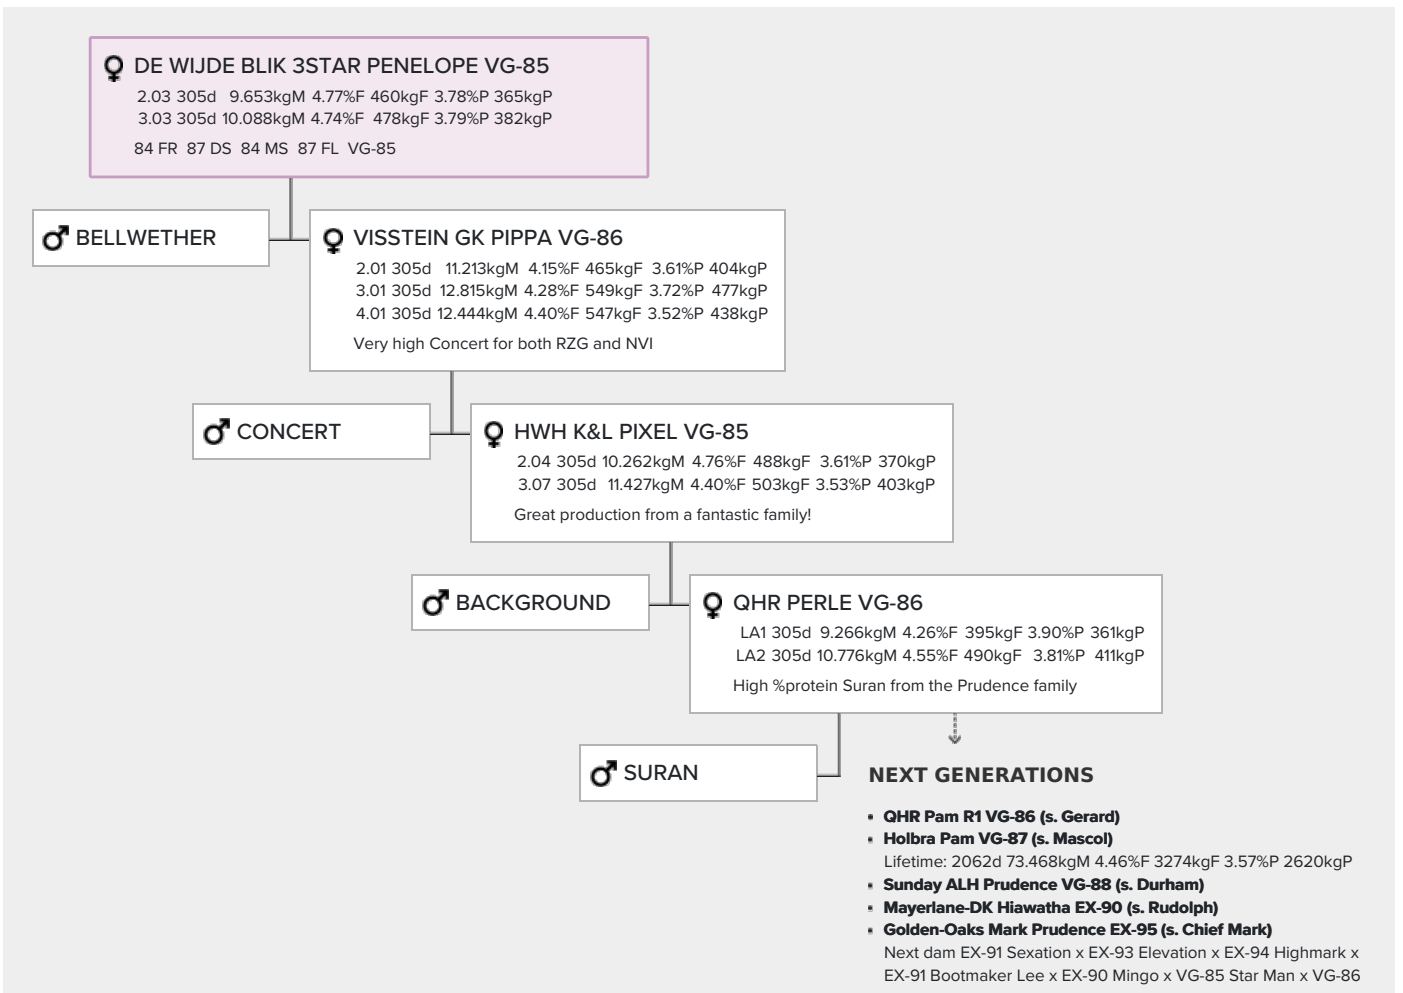 DE WIJDE BLIK 3STAR PENELOPE VG-85
2.03 305d 9.653kgM 4.77%F 460kgF 3.78%P 365kgP
3.03 305d 10.088kgM 4.74%F 478kgF 3.79%P 382kgP
84 FR 87 DS 84 MS 87 FL VG-85
BELLWETHER
VISSTEIN GK PIPPA VG-86
2.01 305d 11.213kgM 4.15%F 465kgF 3.61%P 404kgP
3.01 305d 12.815kgM 4.28%F 549kgF 3.72%P 477kgP
4.01 305d 12.444kgM 4.40%F 547kgF 3.52%P 438kgP
Very high Concert for both RZG and NVI
CONCERT
HWH K&L PIXEL VG-85
2.04 305d 10.262kgM 4.76%F 488kgF 3.61%P 370kgP
3.07 305d 11.427kgM 4.40%F 503kgF 3.53%P 403kgP
Great production from a fantastic family!
BACKGROUND
QHR PERLE VG-86
LA1 305d 9.266kgM 4.26%F 395kgF 3.90%P 361kgP
LA2 305d 10.776kgM 4.55%F 490kgF 3.81%P 411kgP
High %protein Suran from the Prudence family
SURAN
NEXT GENERATIONS
QHR Pam R1 VG-86 (s. Gerard)
Holbra Pam VG-87 (s. Mascol)
Lifetime: 2062d 73.468kgM 4.46%F 3274kgF 3.57%P 2620kgP
Sunday ALH Prudence VG-88 (s. Durham)
Mayerlane-DK Hiawatha EX-90 (s. Rudolph)
Golden-Oaks Mark Prudence EX-95 (s. Chief Mark)
Next dam EX-91 Sexation x EX-93 Elevation x EX-94 Highmark x
EX-91 Bootmaker Lee x EX-90 Mingo x VG-85 Star Man x VG-86